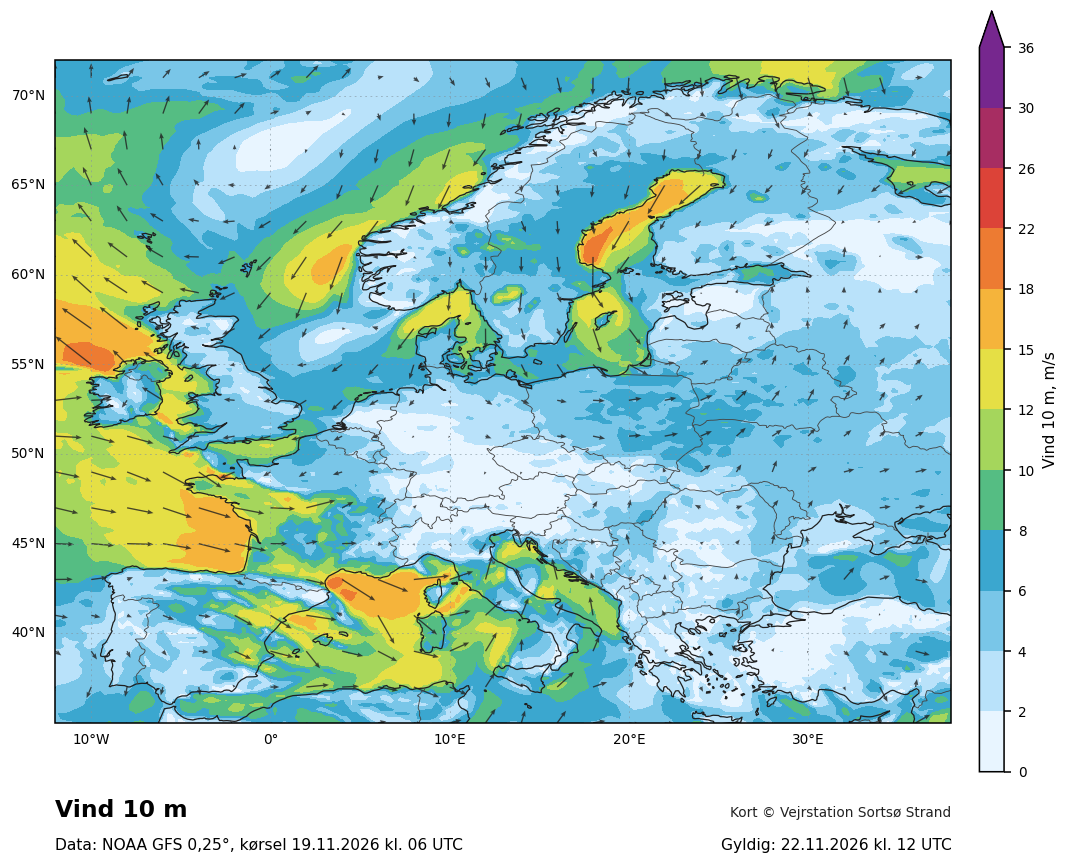 70°N
65°N
60°N
55°N
50°N
45°N
40°N
10°W
0°
10°E
20°E
30°E
36
30
26
22
18
15
12
10
8
6
4
2
0
Vind 10 m, m/s
Vind 10 m
Kort © Vejrstation Sortsø Strand
Data: NOAA GFS 0,25°, kørsel 19.11.2026 kl. 06 UTC
Gyldig: 22.11.2026 kl. 12 UTC